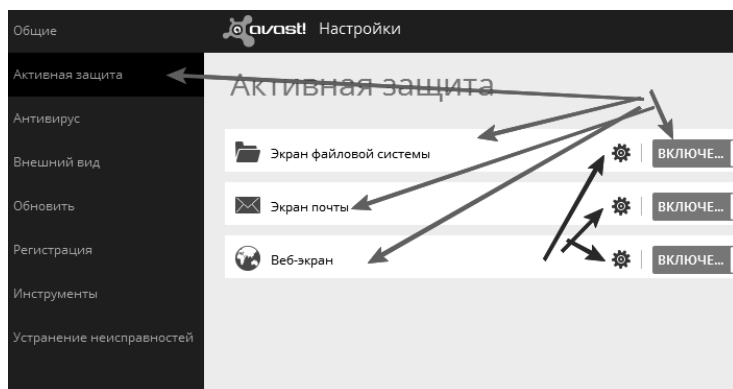 Общие
Активная защита
Антивирус
Внешний вид
Обновить
Регистрация
Инструменты
Устранение неисправностей
avast! Настройки
Активная защита
Экран файловой системы
ВКЛЮЧЕ...
Экран почты
ВКЛЮЧЕ...
Веб-экран
ВКЛЮЧЕ...